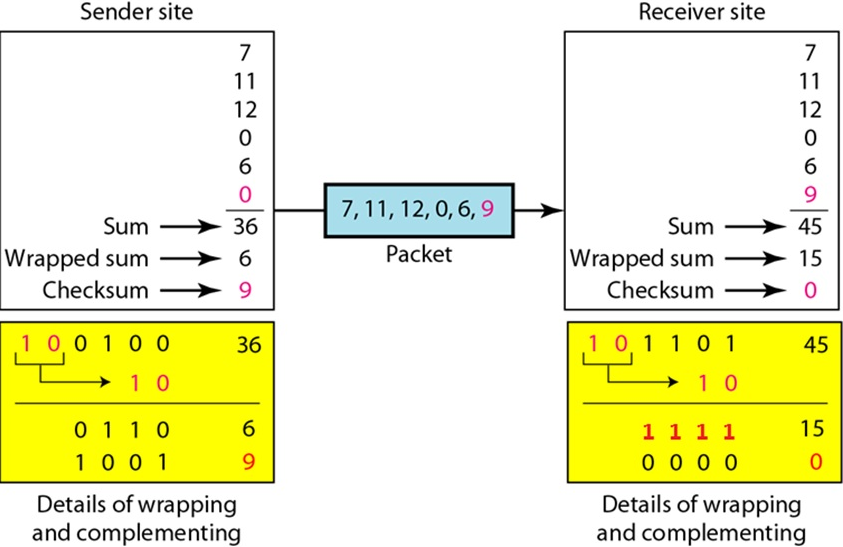 Sender site
7
11
12
0
6
0
Sum 36
Wrapped sum 6
Checksum 9
7, 11, 12, 0, 6, 9
Packet
Receiver site
7
11
12
0
6
9
Sum 45
Wrapped sum 15
Checksum 0
1 0 0 1 0 0 36
1 0
0 1 1 0 6
1 0 0 1 9
Details of wrapping
and complementing
1 0 1 1 0 1 45
1 0
1 1 1 1 15
0 0 0 0 0
Details of wrapping
and complementing